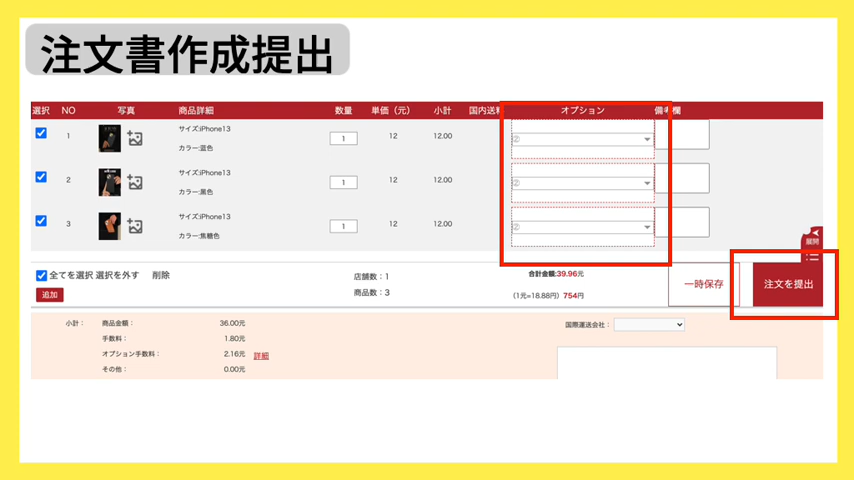 注文書作成提出
選択 NO 写真 商品詳細 数量 単価（元） 小計 国内送料 オプション 備考欄
1 サイズ:iPhone13 1 12 12.00 ②
カラー:蓝色
2 サイズ:iPhone13 1 12 12.00 ②
カラー:黒色
3 サイズ:iPhone13 1 12 12.00 ②
カラー:焦糖色
展開
全てを選択 選択を外す 削除 店舗数：1 合計金額:39.96元 一時保存 注文を提出
追加 商品数：3 (1元=18.88円) 754円
小計： 商品金額： 36.00元 国際運送会社：
手数料： 1.80元
オプション手数料： 2.16元 詳細
その他： 0.00元